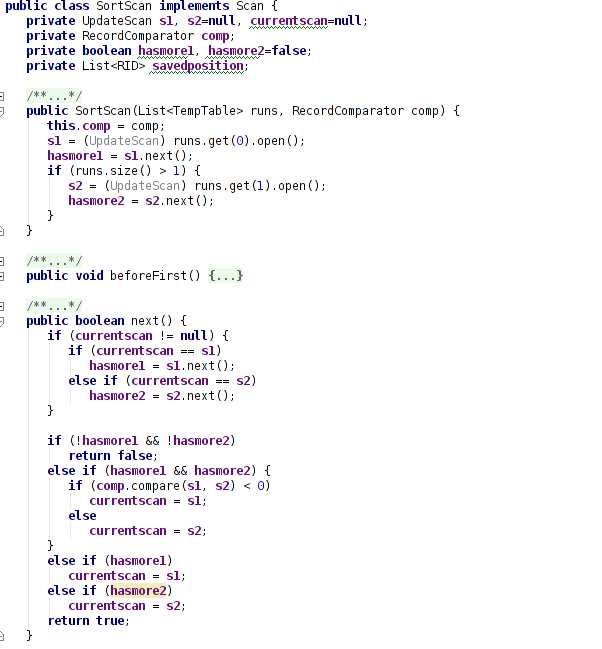 public class SortScan implements Scan {
private UpdateScan s1, s2=null, currentscan=null;
private RecordComparator comp;
private boolean hasmore1, hasmore2=false;
private List<RID> savedposition;
/**...*/
public SortScan(List<TempTable> runs, RecordComparator comp) {
this.comp = comp;
s1 = (UpdateScan) runs.get(0).open();
hasmore1 = s1.next();
if (runs.size() > 1) {
s2 = (UpdateScan) runs.get(1).open();
hasmore2 = s2.next();
}
}
/**...*/
public void beforeFirst() {...}
/**...*/
public boolean next() {
if (currentscan != null) {
if (currentscan == s1)
hasmore1 = s1.next();
else if (currentscan == s2)
hasmore2 = s2.next();
}
if (!hasmore1 && !hasmore2)
return false;
else if (hasmore1 && hasmore2) {
if (comp.compare(s1, s2) < 0)
currentscan = s1;
else
currentscan = s2;
}
else if (hasmore1)
currentscan = s1;
else if (hasmore2)
currentscan = s2;
return true;
}